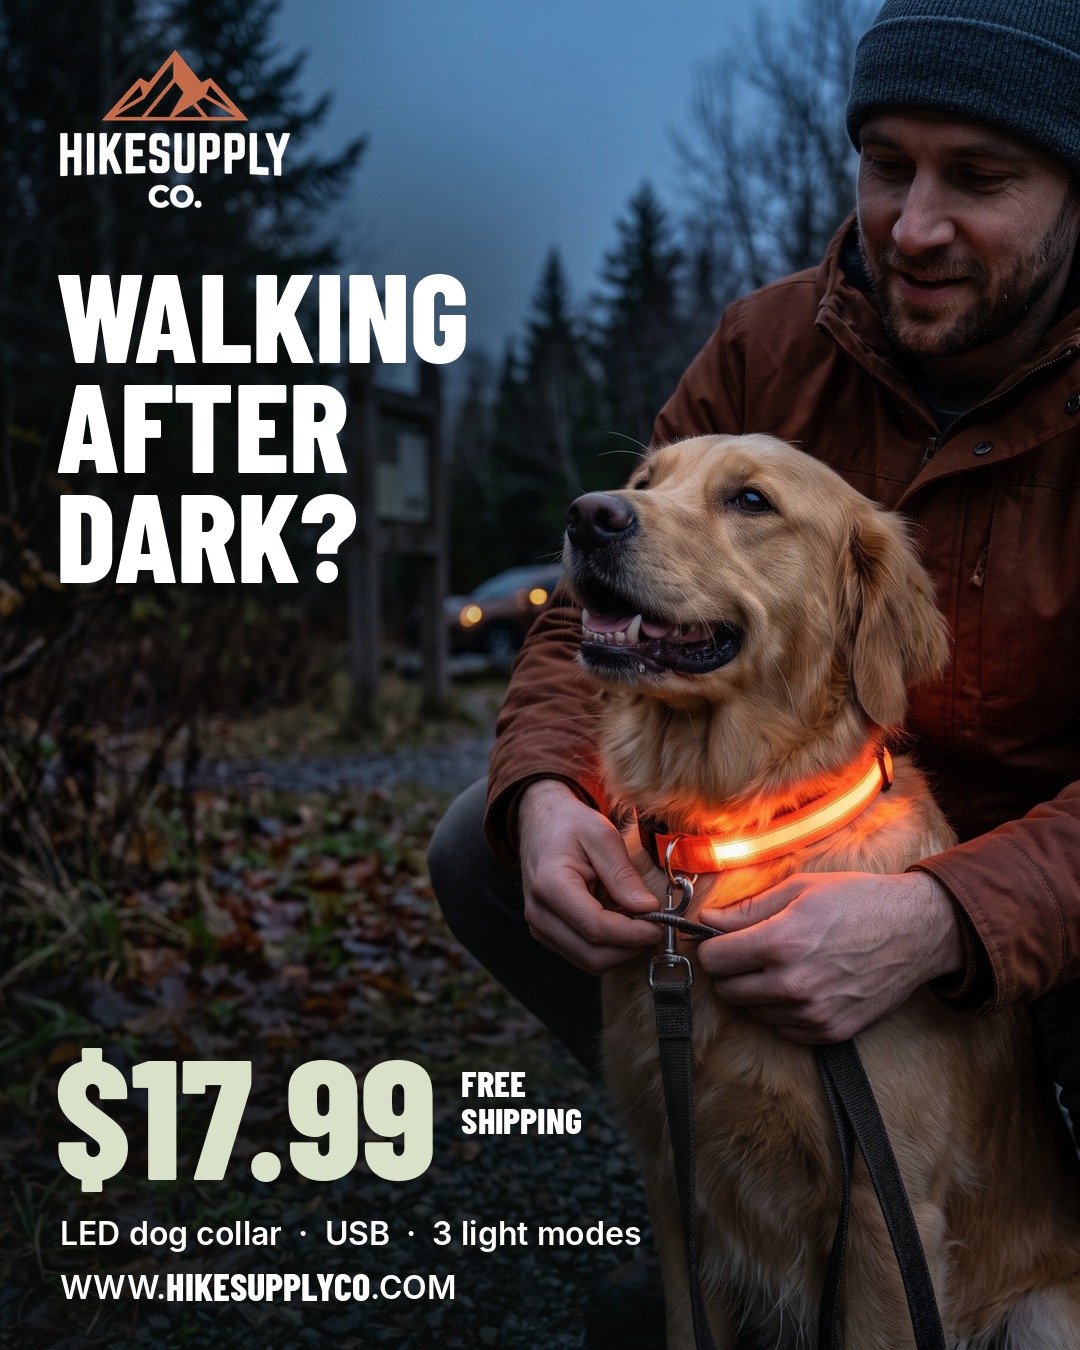 HIKESUPPLY
CO.
WALKING
AFTER
DARK?
$17.99
FREE
SHIPPING
LED dog collar · USB · 3 light modes
WWW.HIKESUPPLYCO.COM